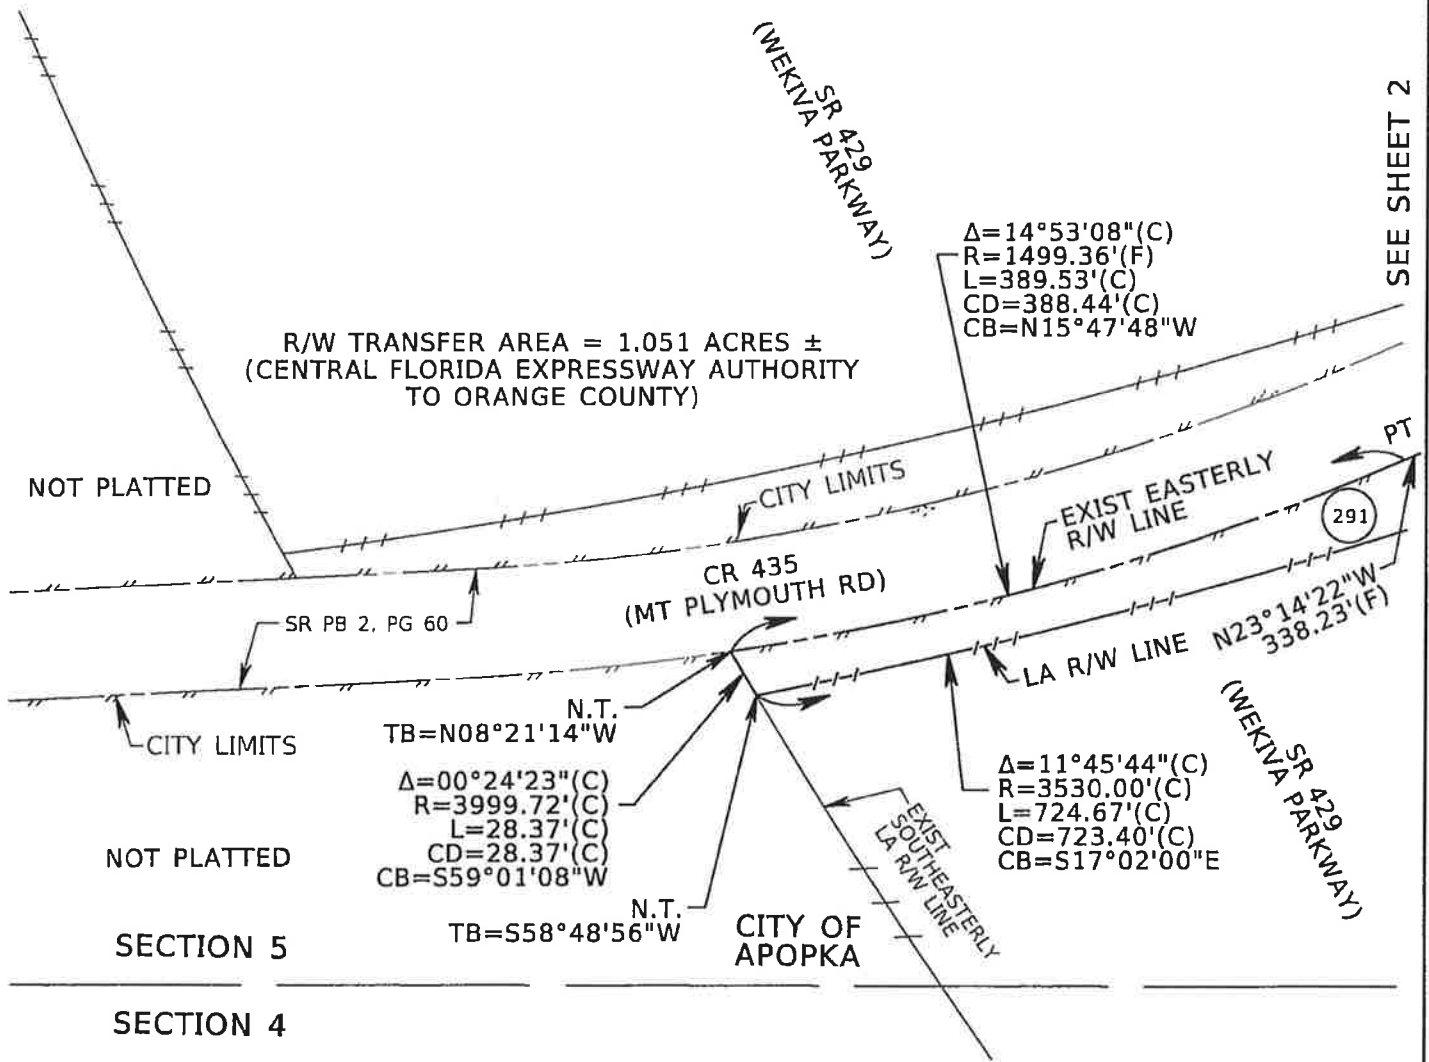 SR 429
(WEKIVA PARKWAY)
SEE SHEET 2
Δ=14°53'08"(C)
R=1499.36'(F)
L=389.53'(C)
CD=388.44'(C)
CB=N15°47'48"W
R/W TRANSFER AREA = 1.051 ACRES ±
(CENTRAL FLORIDA EXPRESSWAY AUTHORITY
TO ORANGE COUNTY)
NOT PLATTED
CITY LIMITS
EXIST EASTERLY
R/W LINE
PT
291
CR 435
(MT PLYMOUTH RD)
SR PB 2, PG 60
N23°14'22"W
338.23'(F)
LA R/W LINE
N.T.
TB=N08°21'14"W
CITY LIMITS
Δ=00°24'23"(C)
R=3999.72'(C)
L=28.37'(C)
CD=28.37'(C)
CB=S59°01'08"W
Δ=11°45'44"(C)
R=3530.00'(C)
L=724.67'(C)
CD=723.40'(C)
CB=S17°02'00"E
SR 429
(WEKIVA PARKWAY)
EXIST
SOUTHEASTERLY
LA R/W LINE
NOT PLATTED
N.T.
TB=S58°48'56"W
CITY OF
APOPKA
SECTION 5
SECTION 4